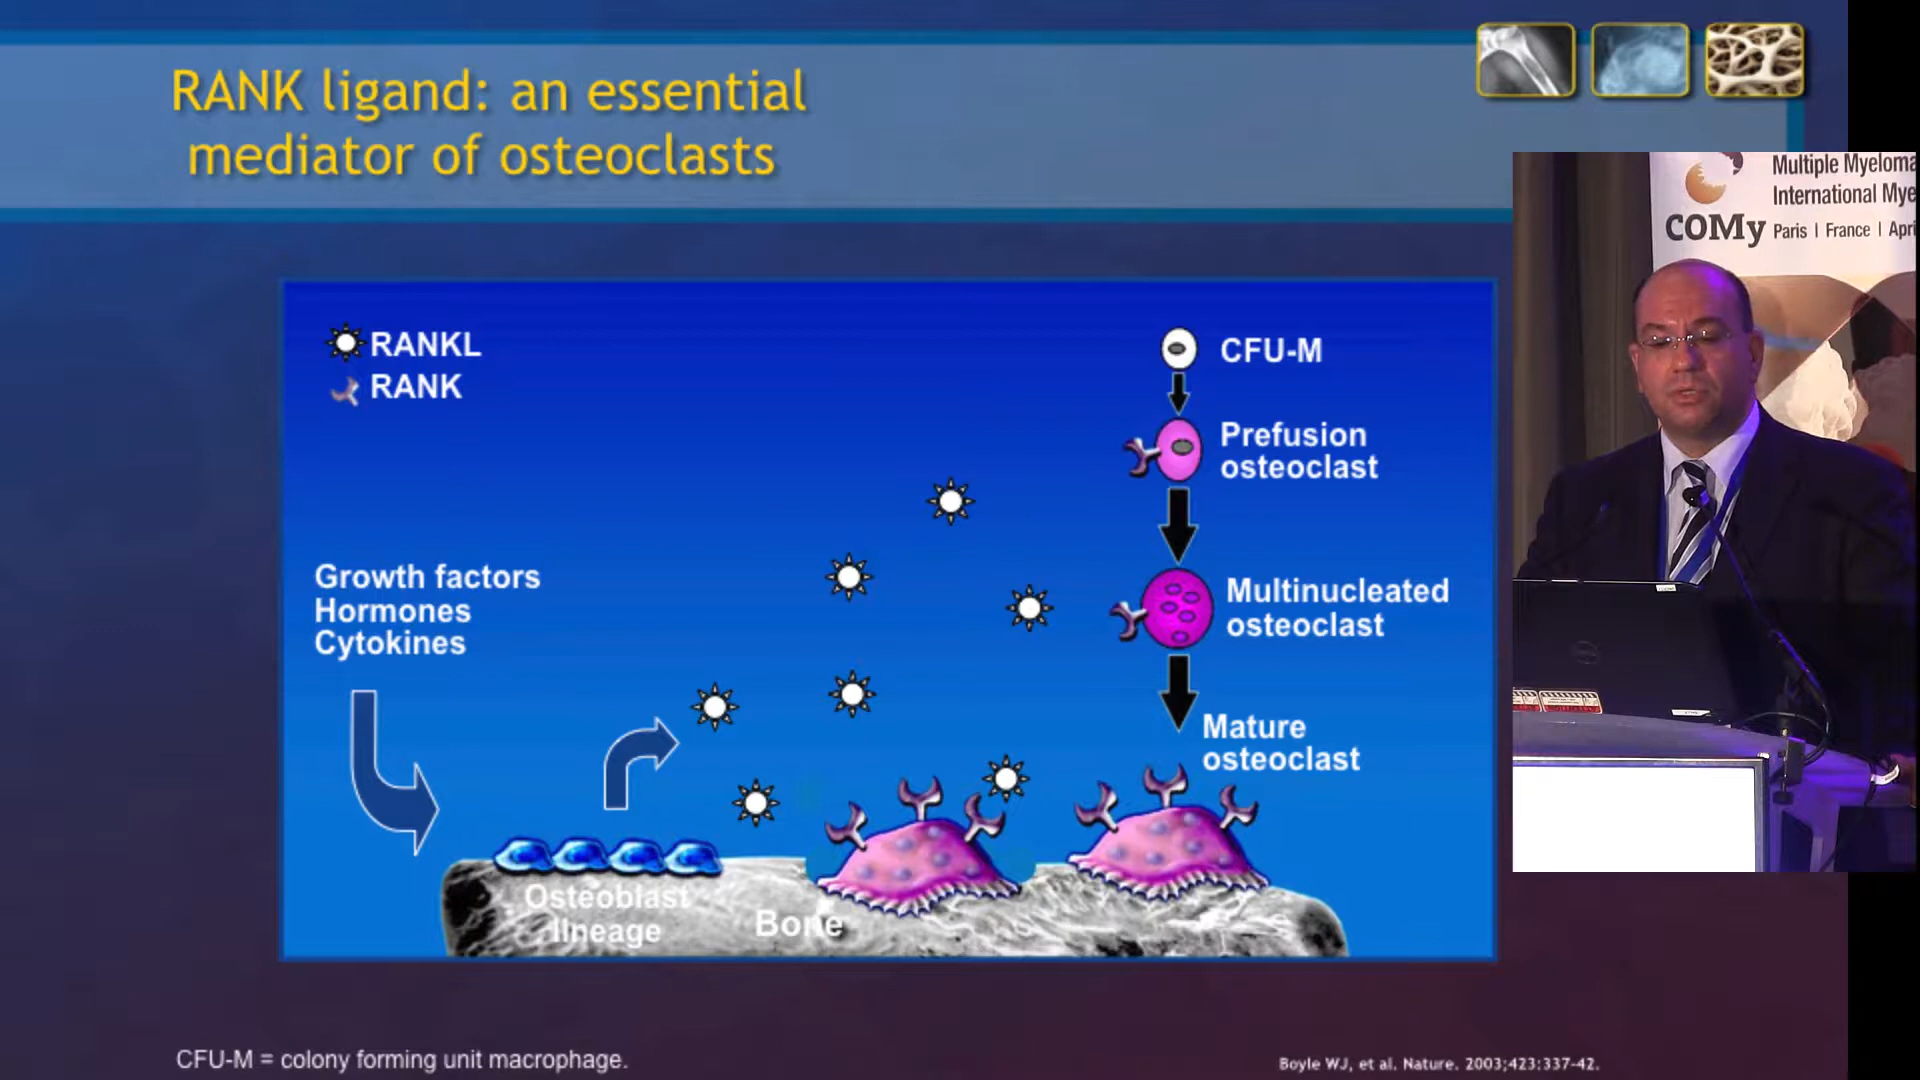 RANK ligand: an essential
mediator of osteoclasts
RANKL
RANK
CFU-M
Prefusion
osteoclast
Growth factors
Hormones
Cytokines
Multinucleated
osteoclast
Mature
osteoclast
Osteoblast
lineage
Bone
CFU-M = colony forming unit macrophage.
Boyle WJ, et al. Nature. 2003;423:337-42.
Multiple Myeloma
International Mye
COMy
Paris | France | Apri